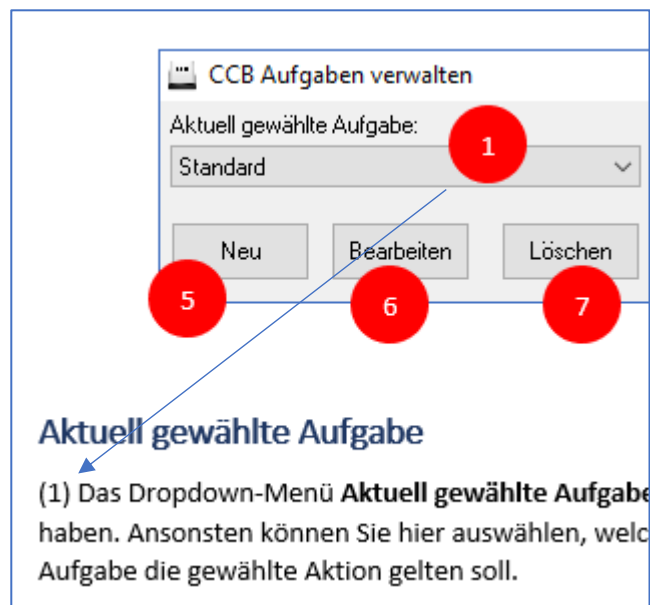 CCB Aufgaben verwalten
Aktuell gewählte Aufgabe:
1
Standard
Neu Bearbeiten Löschen
5 6 7
Aktuell gewählte Aufgabe
(1) Das Dropdown-Menü Aktuell gewählte Aufgabe
haben. Ansonsten können Sie hier auswählen, welc
Aufgabe die gewählte Aktion gelten soll.